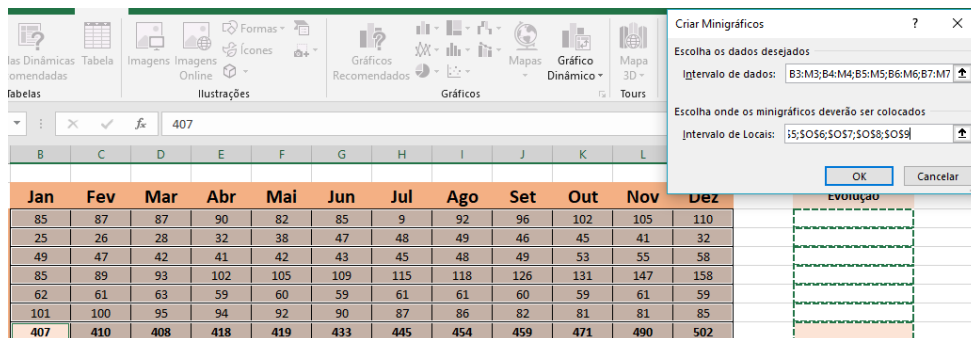 Formas
Ícones
las Dinâmicas Tabela Imagens Imagens Online
omendadas
Gráficos Recomendados
Mapas
Gráfico Dinâmico
Mapa 3D
Tabelas Ilustrações Gráficos Tours
fx 407
B C D E F G H I J K L
Jan Fev Mar Abr Mai Jun Jul Ago Set Out Nov Dez Evolução
85 87 87 90 82 85 9 92 96 102 105 110
25 26 28 32 38 47 48 49 46 45 41 32
49 47 42 41 42 43 45 48 49 53 55 58
85 89 93 102 105 109 115 118 126 131 147 158
62 61 63 59 60 59 61 61 60 59 61 59
101 100 95 94 92 90 87 86 82 81 81 85
407 410 408 418 419 433 445 454 459 471 490 502
Criar Minigráficos ? ×
Escolha os dados desejados
Intervalo de dados: B3:M3;B4:M4;B5:M5;B6:M6;B7:M7
Escolha onde os minigráficos deverão ser colocados
Intervalo de Locais: ;5;$O$6;$O$7;$O$8;$O$9
OK Cancelar